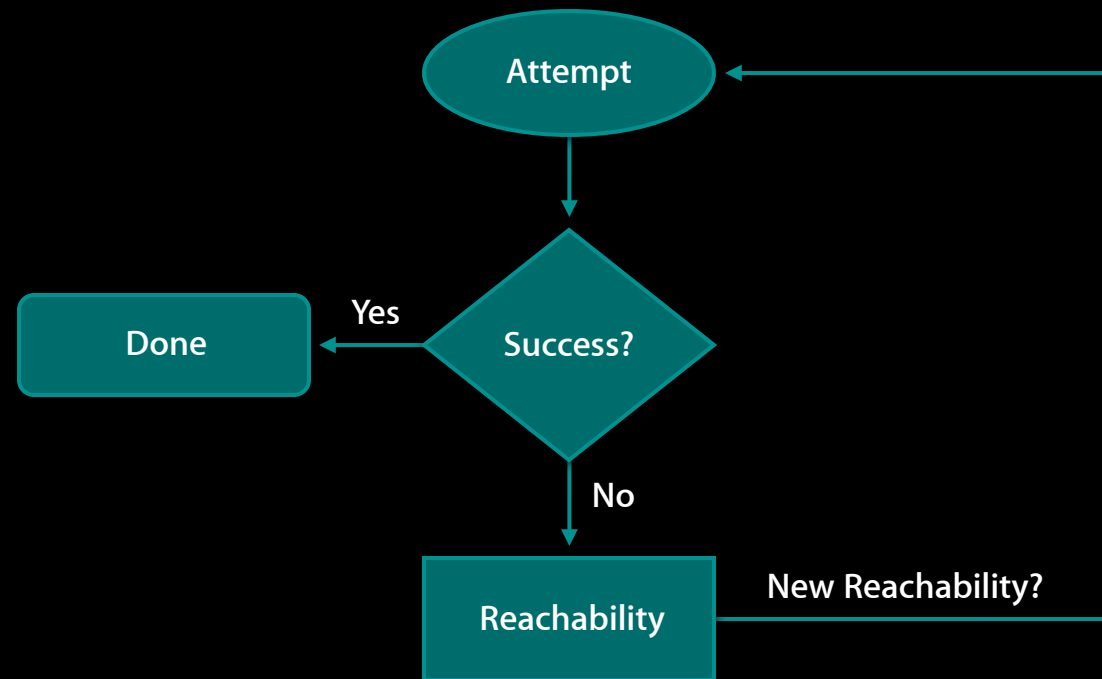 Attempt
Yes
Done
Success?
No
New Reachability?
Reachability